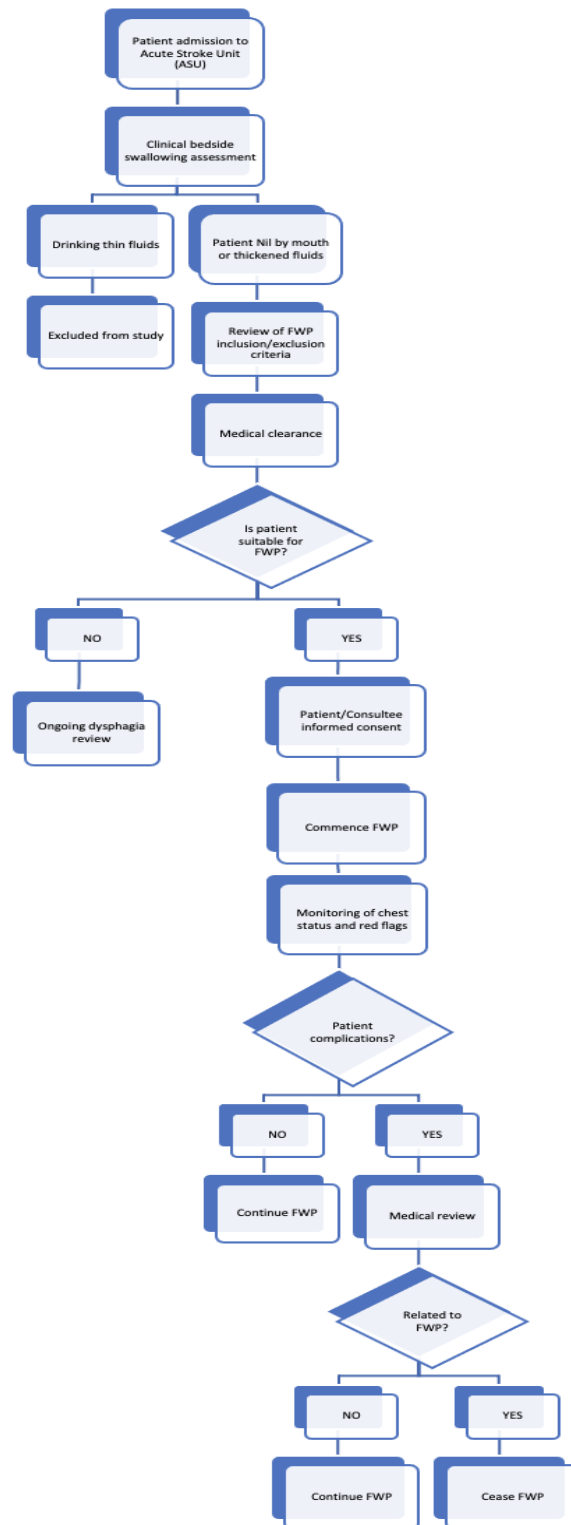 Patient admission to
Acute Stroke Unit
(ASU)
Clinical bedside
swallowing assessment
Drinking thin fluids
Patient Nil by mouth
or thickened fluids
Excluded from study
Review of FWP
inclusion/exclusion
criteria
Medical clearance
Is patient
suitable for
FWP?
NO
YES
Ongoing dysphagia
review
Patient/Consultee
informed consent
Commence FWP
Monitoring of chest
status and red flags
Patient
complications?
NO
YES
Continue FWP
Medical review
Related to
FWP?
NO
YES
Continue FWP
Cease FWP